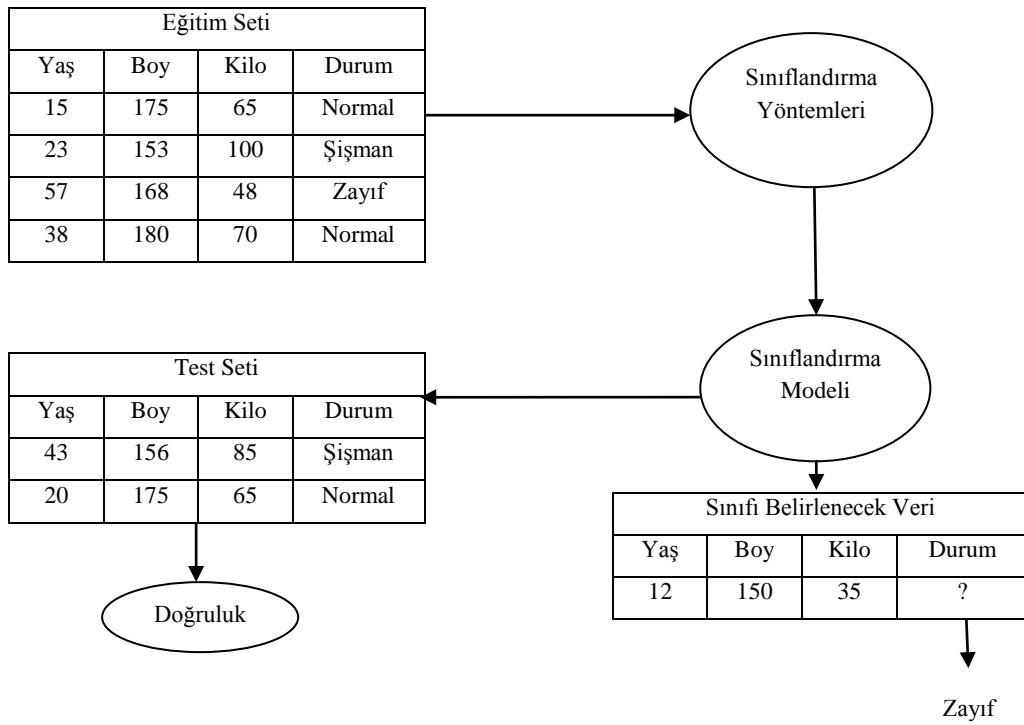 Eğitim Seti
Yaş Boy Kilo Durum
15 175 65 Normal
23 153 100 Şişman
57 168 48 Zayıf
38 180 70 Normal
Sınıflandırma
Yöntemleri
Sınıflandırma
Modeli
Test Seti
Yaş Boy Kilo Durum
43 156 85 Şişman
20 175 65 Normal
Doğruluk
Sınıfı Belirlenecek Veri
Yaş Boy Kilo Durum
12 150 35 ?
Zayıf